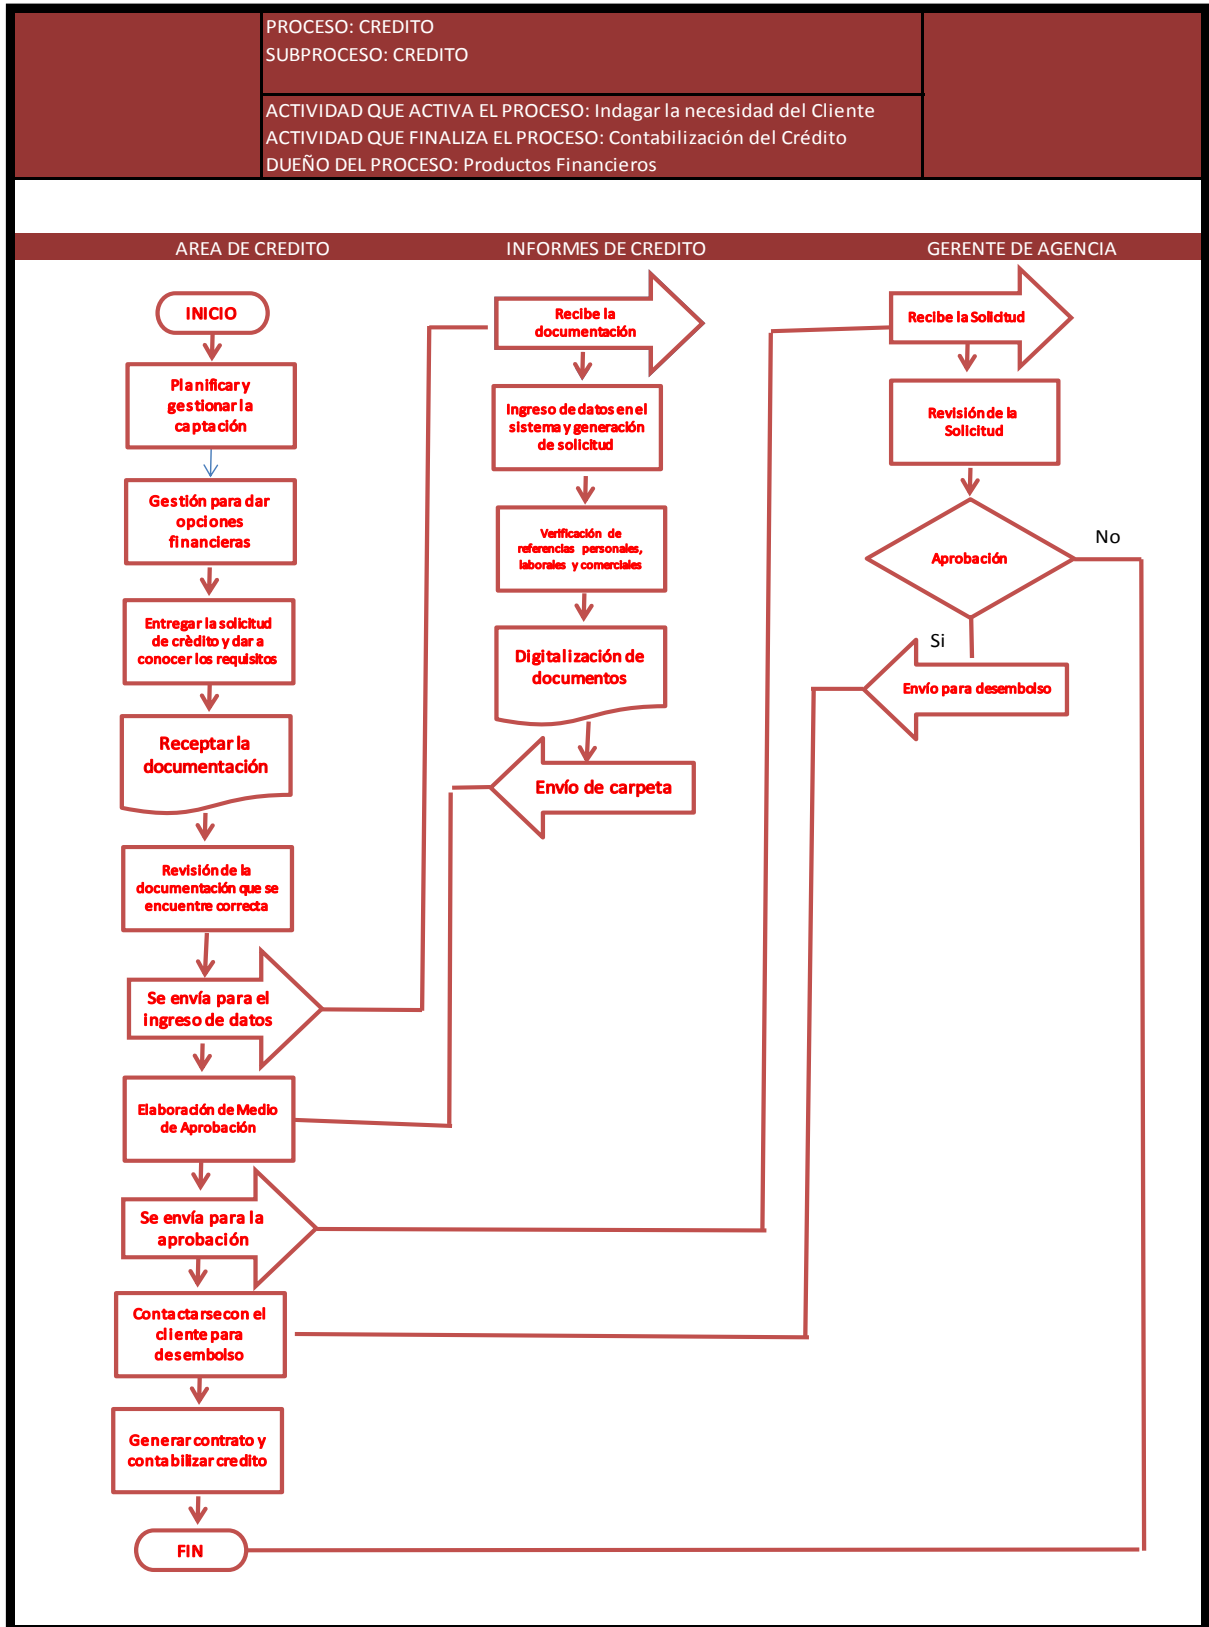 PROCESO: CREDITO
SUBPROCESO: CREDITO
ACTIVIDAD QUE ACTIVA EL PROCESO: Indagar la necesidad del Cliente
ACTIVIDAD QUE FINALIZA EL PROCESO: Contabilización del Crédito
DUEÑO DEL PROCESO: Productos Financieros
AREA DE CREDITO
INFORMES DE CREDITO
GERENTE DE AGENCIA
INICIO
Planificar y
gestionar la
captación
Gestión para dar
opciones
financieras
Entregar la solicitud
de crèdito y dar a
conocer los requisitos
Receptar la
documentación
Revisión de la
documentación que se
encuentre correcta
Se envía para el
ingreso de datos
Elaboración de Medio
de Aprobación
Se envía para la
aprobación
Contactarse con el
cliente para
desembolso
Generar contrato y
contabilizar credito
FIN
Recibe la
documentación
Ingreso de datos en el
sistema y generación
de solicitud
Verificación de
referencias personales,
laborales y comerciales
Digitalización de
documentos
Envío de carpeta
Recibe la Solicitud
Revisión de la
Solicitud
Aprobación
No
Si
Envío para desembolso